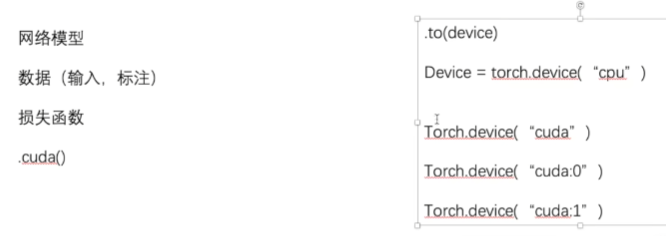 网络模型
数据（输入，标注）
损失函数
.cuda()
.to(device)
Device = torch.device( “cpu” )
Torch.device( “cuda” )
Torch.device( “cuda:0” )
Torch.device( “cuda:1” )